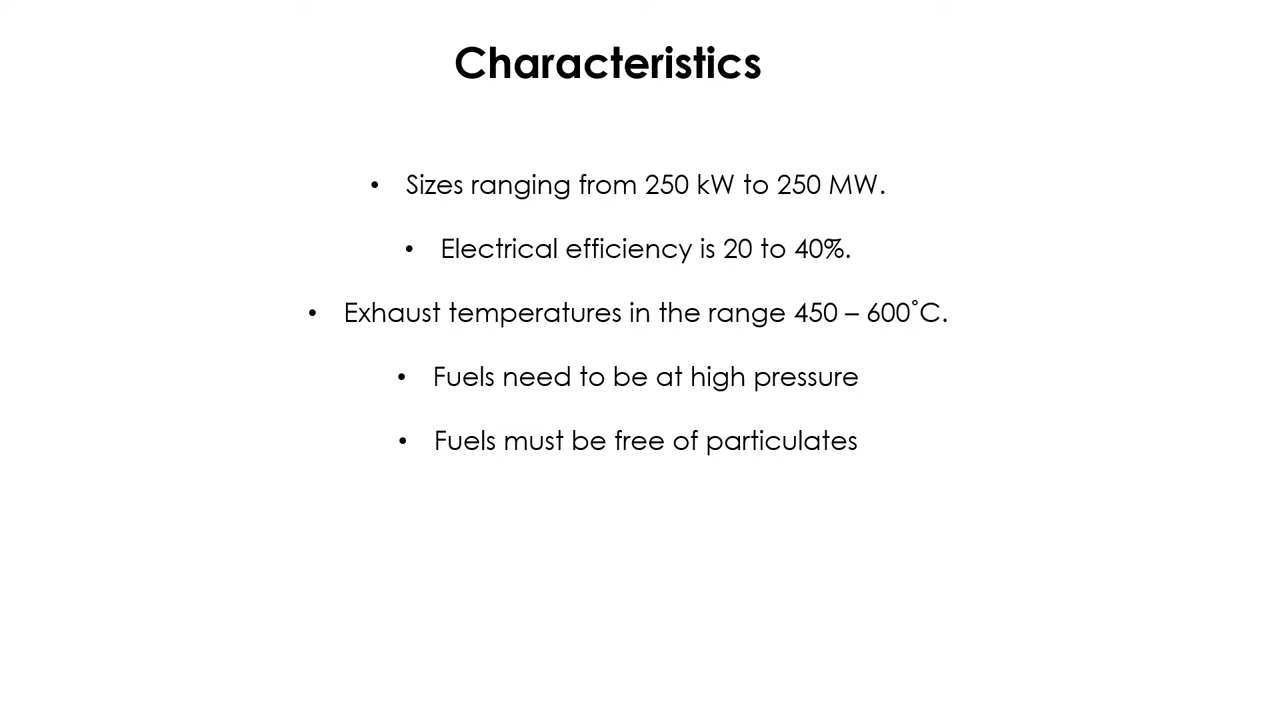 Characteristics
• Sizes ranging from 250 kW to 250 MW.
• Electrical efficiency is 20 to 40%.
• Exhaust temperatures in the range 450 – 600˚C.
• Fuels need to be at high pressure
• Fuels must be free of particulates